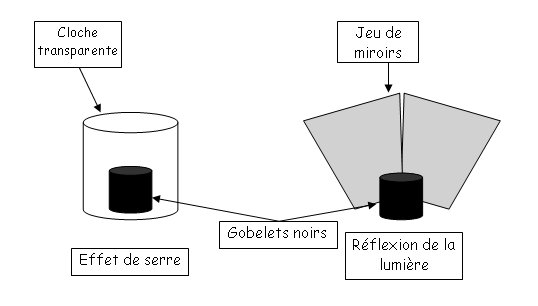 Cloche
transparente
Jeu de
miroirs
Gobelets noirs
Effet de serre
Réflexion de la
lumière